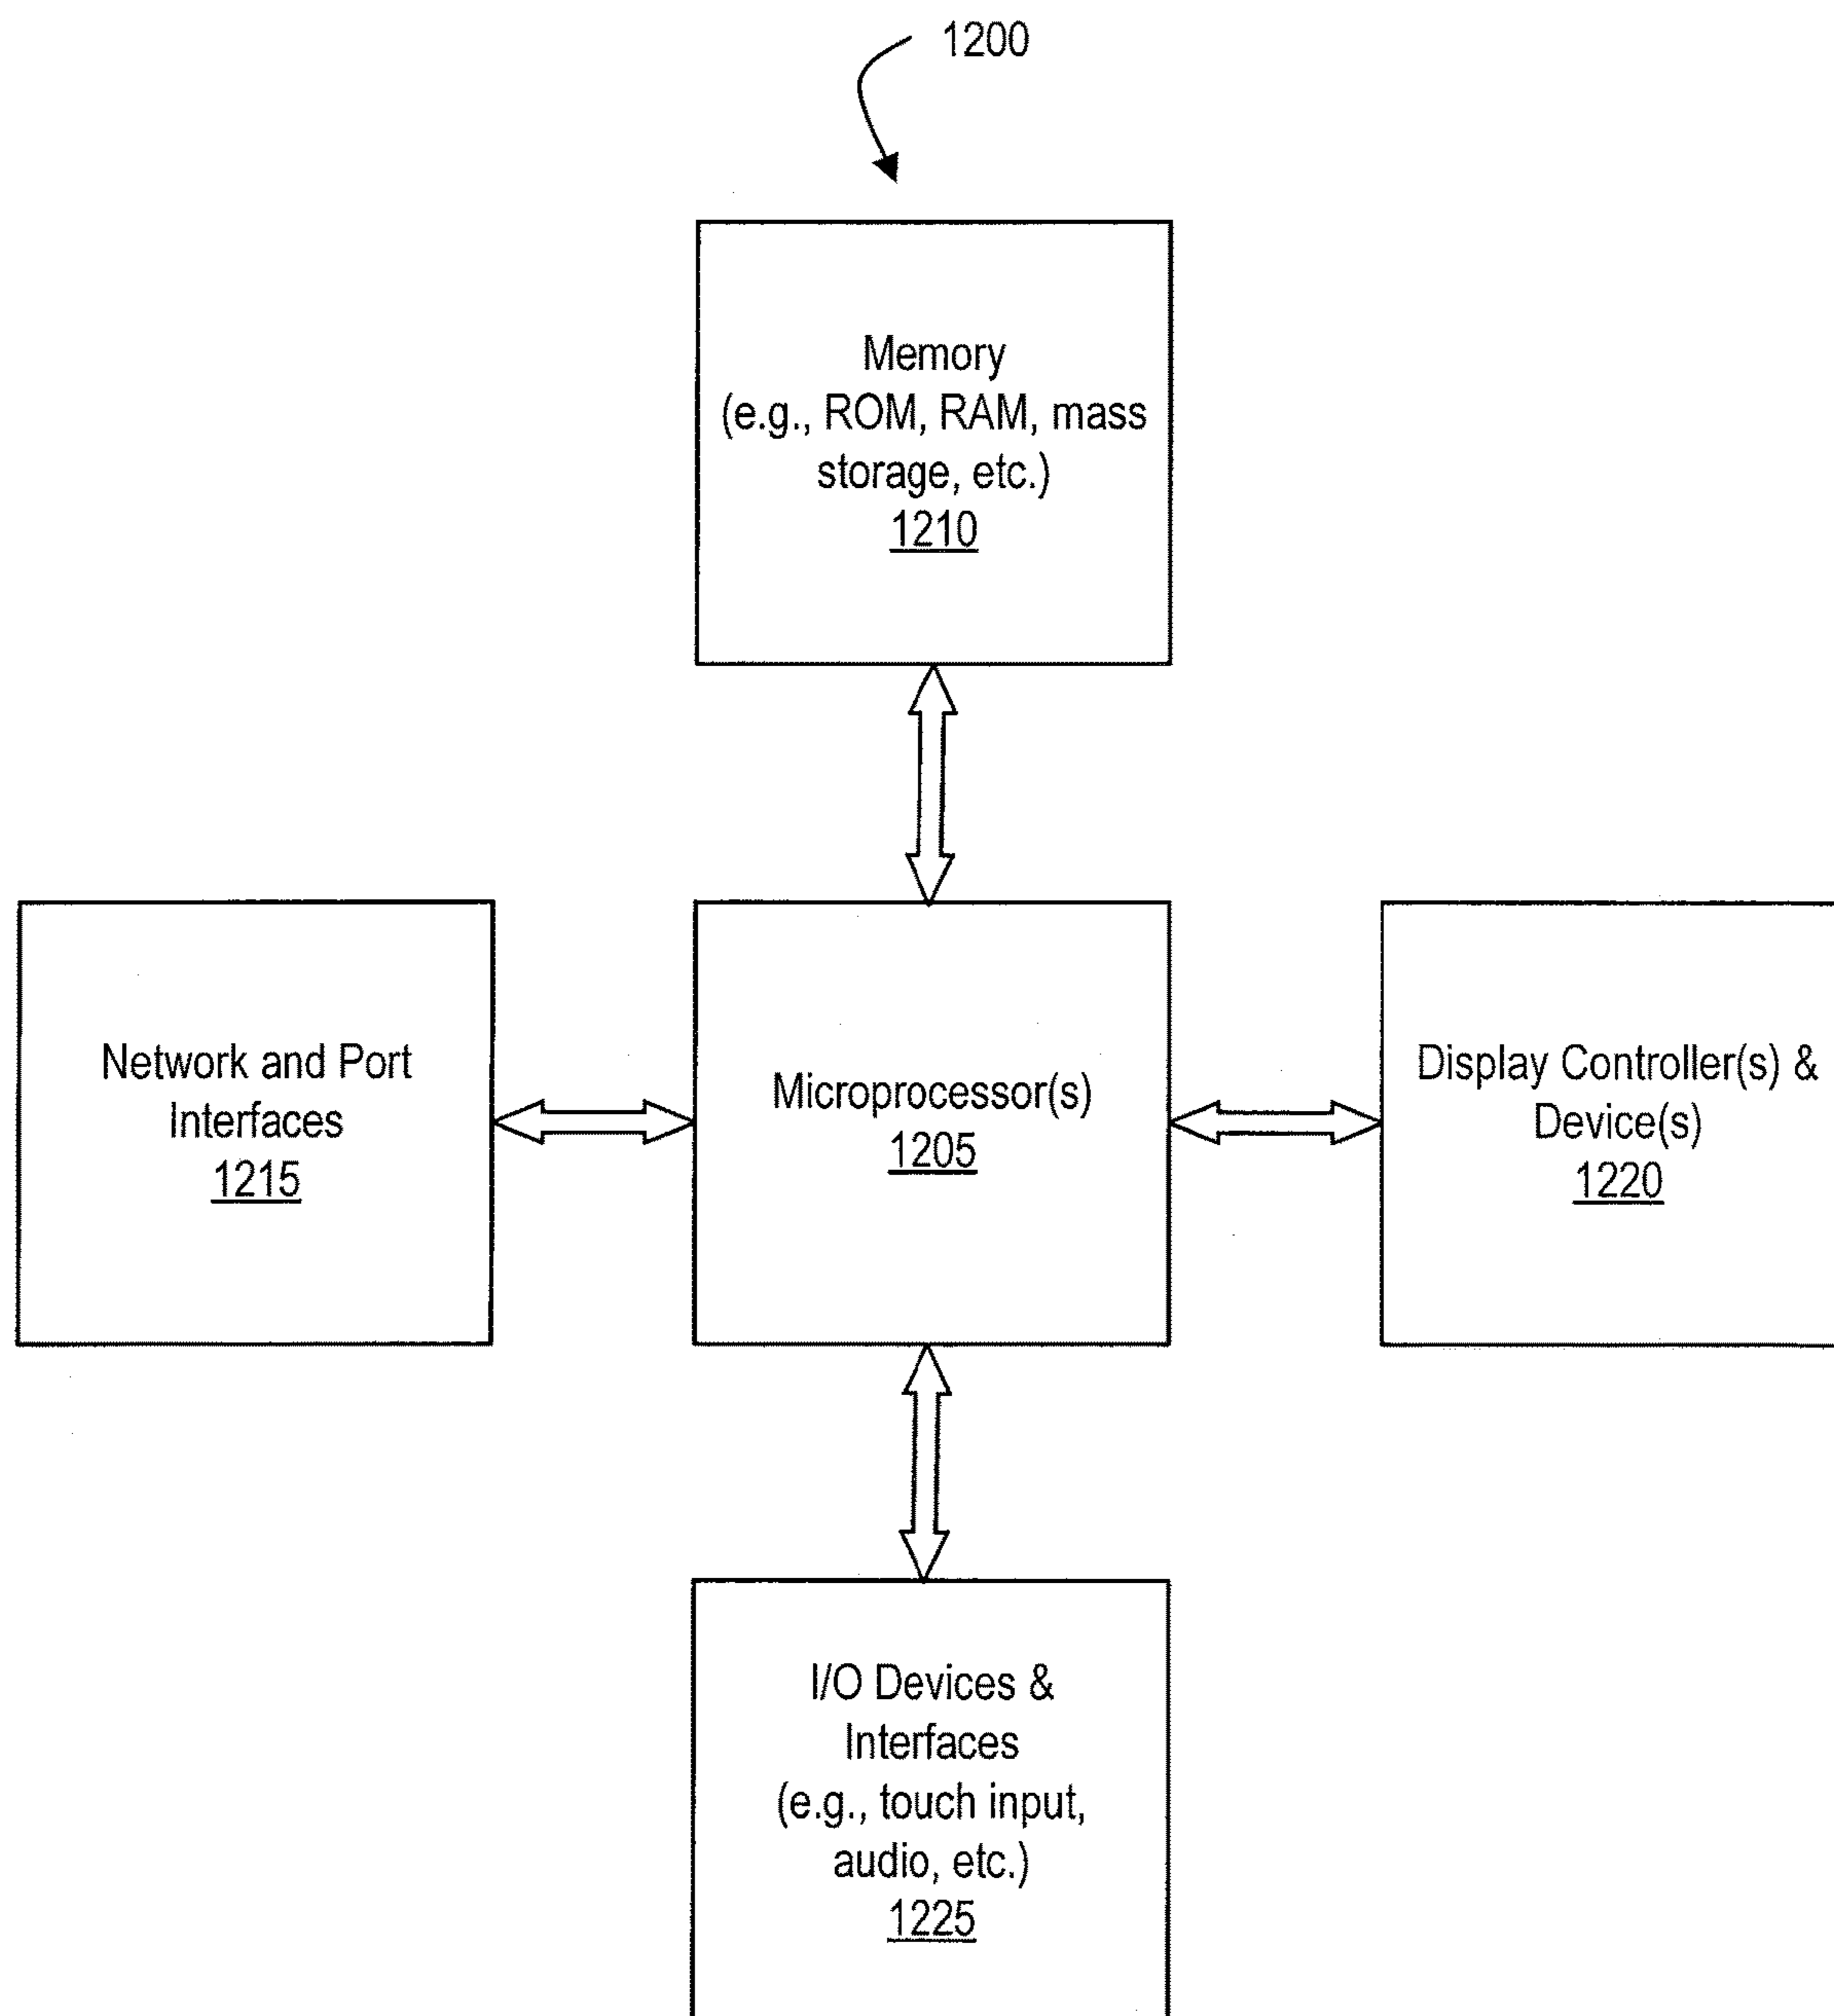 1200
Memory
(e.g., ROM, RAM, mass
storage, etc.)
1210
Network and Port
Interfaces
1215
Microprocessor(s)
1205
Display Controller(s) &
Device(s)
1220
I/O Devices &
Interfaces
(e.g., touch input,
audio, etc.)
1225